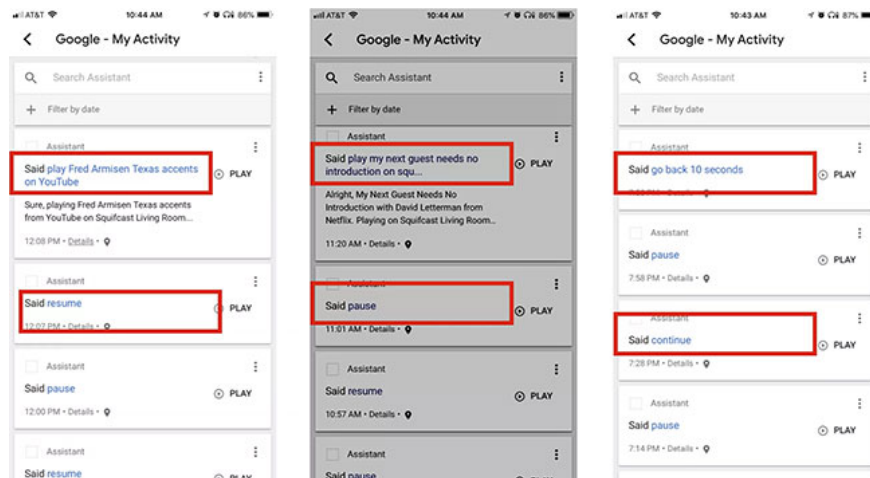 AT&T 10:44 AM 86%
Google - My Activity
Search Assistant
Filter by date
Assistant
Said play Fred Armisen Texas accents
on YouTube
PLAY
Sure, playing Fred Armisen Texas accents
from YouTube on Squifcast Living Room...
12:08 PM • Details •
Assistant
Said resume
PLAY
12:07 PM • Details •
Assistant
Said pause
PLAY
12:00 PM • Details •
Assistant
Said resume
PLAY
AT&T 10:44 AM 86%
Google - My Activity
Search Assistant
Filter by date
Assistant
Said play my next guest needs no
introduction on squ...
PLAY
Alright, My Next Guest Needs No
Introduction with David Letterman from
Netflix. Playing on Squifcast Living Room...
11:20 AM • Details •
Assistant
Said pause
PLAY
11:01 AM • Details •
Assistant
Said resume
PLAY
10:57 AM • Details •
Assistant
Said pause
PLAY
AT&T 10:43 AM 87%
Google - My Activity
Search Assistant
Filter by date
Assistant
Said go back 10 seconds
PLAY
PM • Details •
Assistant
Said pause
PLAY
7:58 PM • Details •
Assistant
Said continue
PLAY
7:28 PM • Details •
Assistant
Said pause
PLAY
7:14 PM • Details •